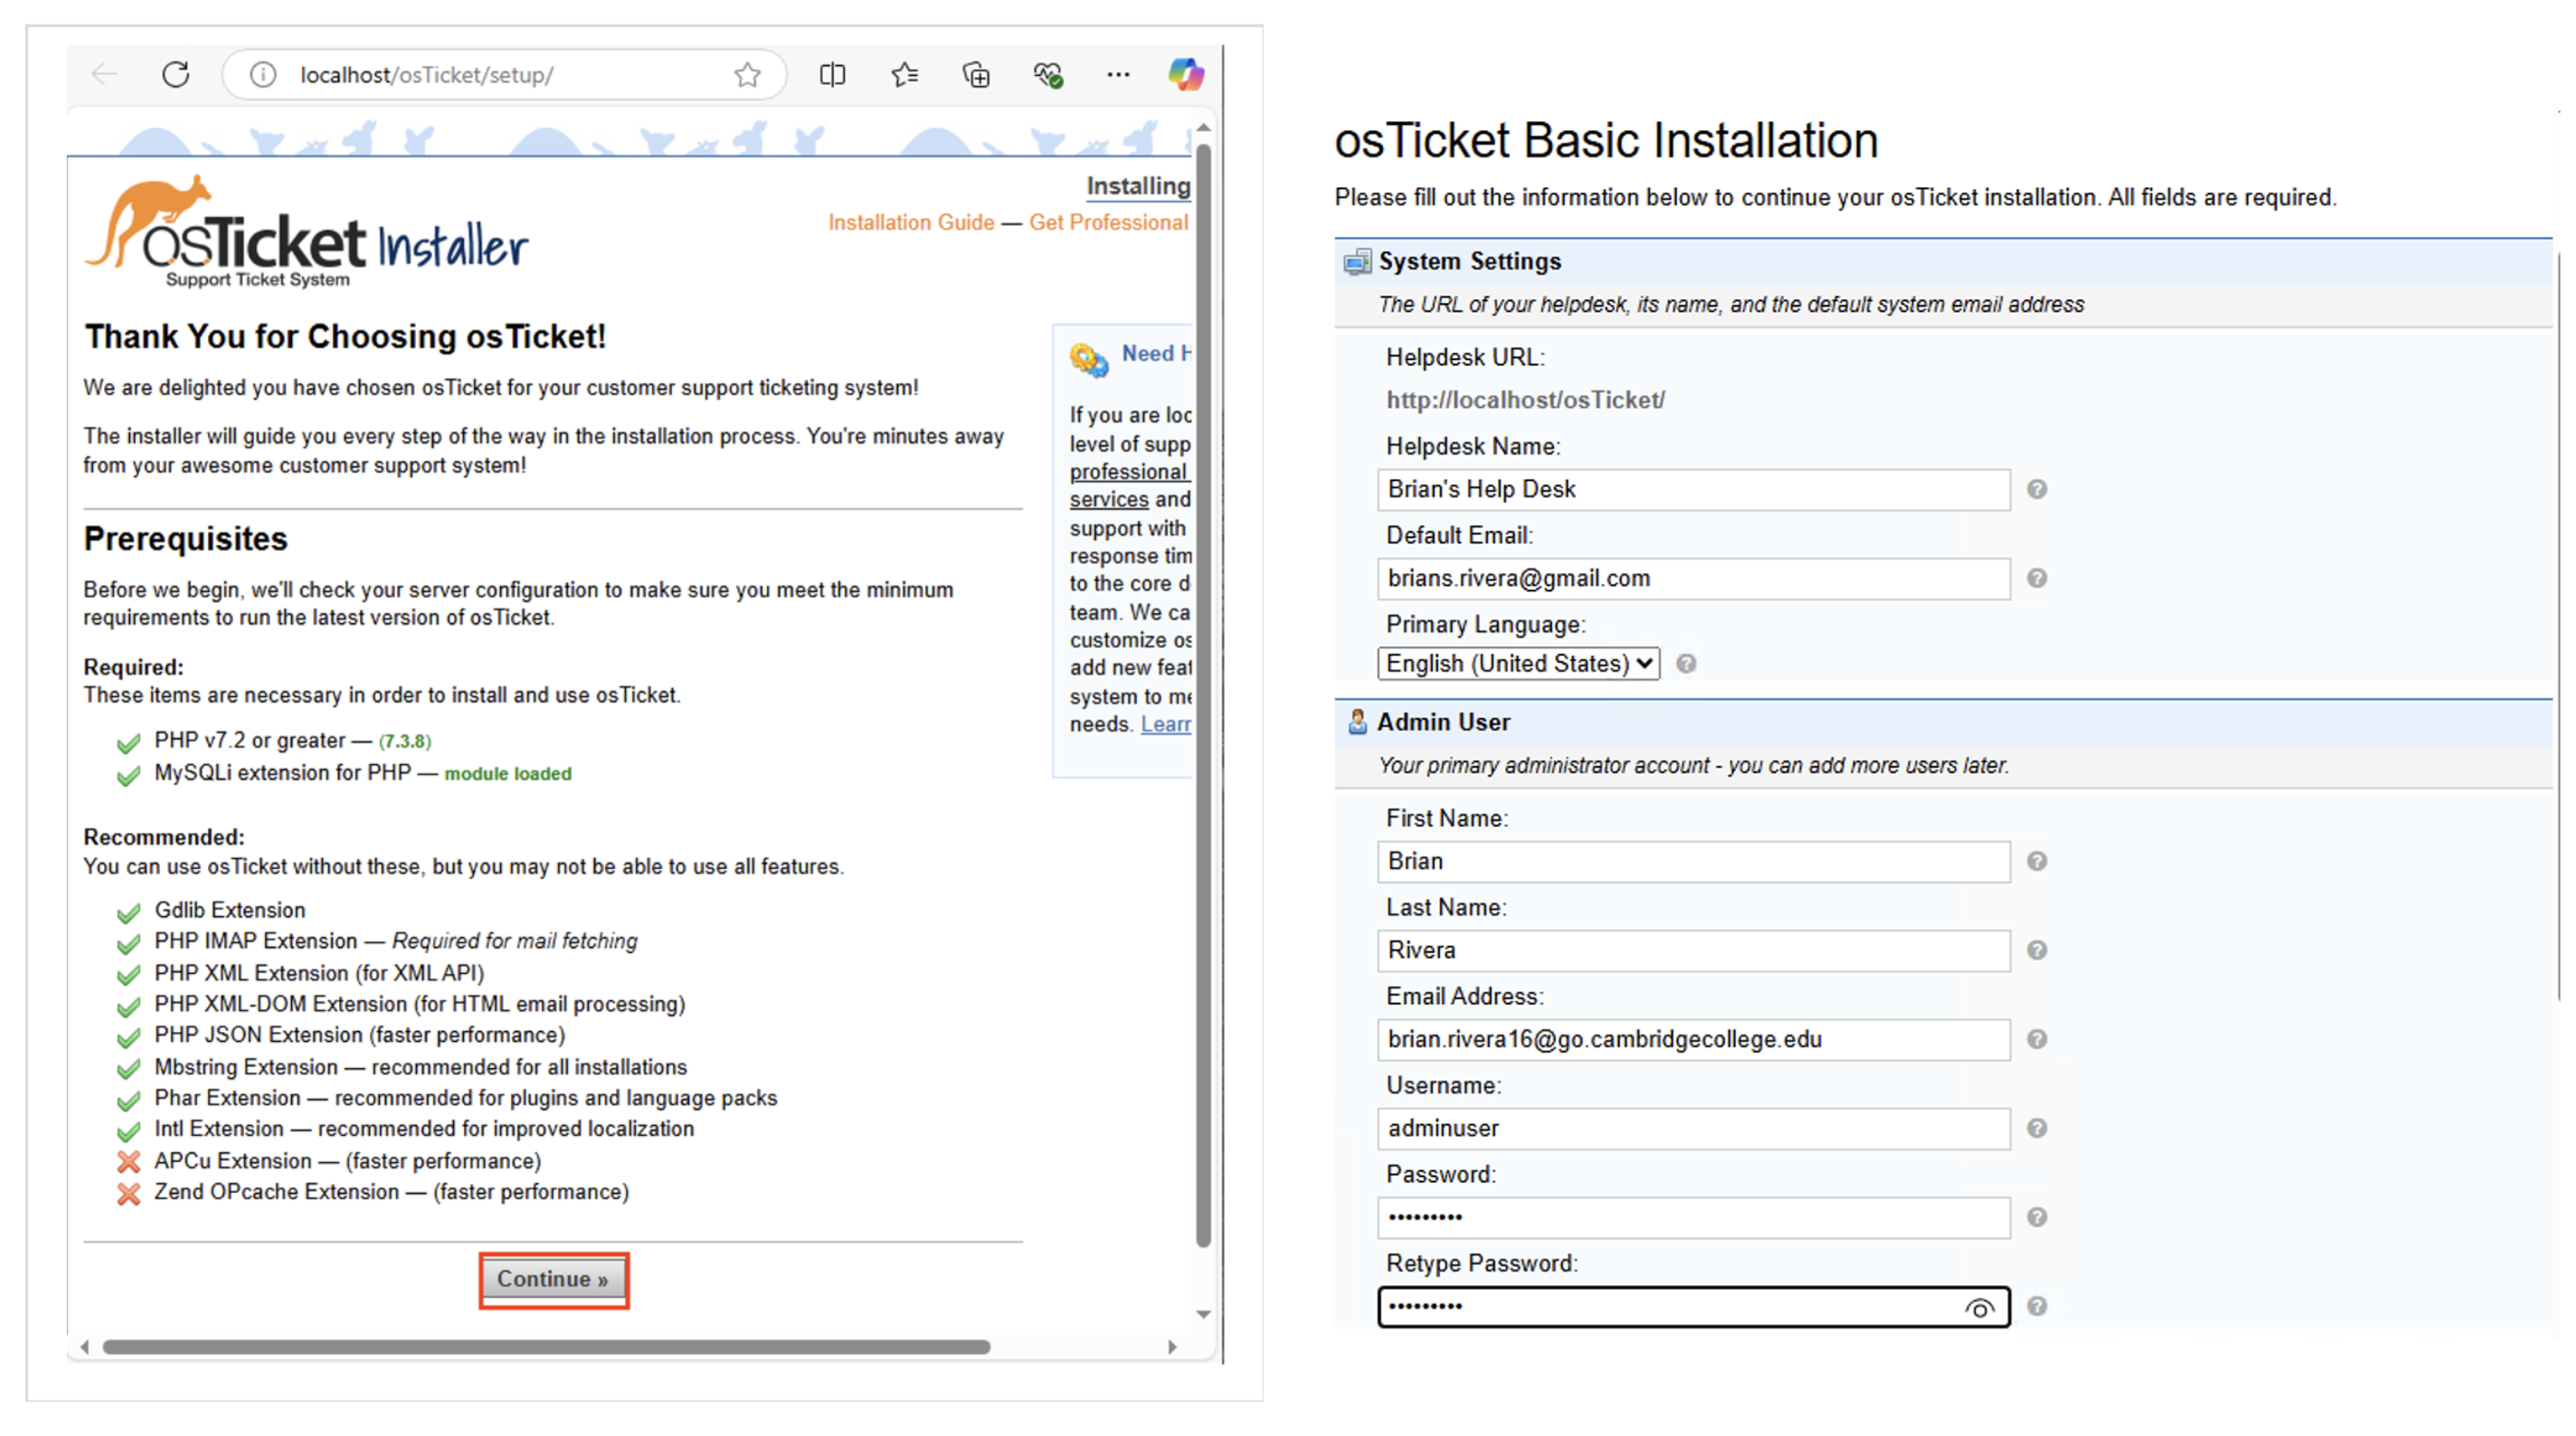 localhost/osTicket/setup/
Installing
Installation Guide — Get Professional
osTicket Installer
Support Ticket System
Thank You for Choosing osTicket!
We are delighted you have chosen osTicket for your customer support ticketing system!
The installer will guide you every step of the way in the installation process. You're minutes away
from your awesome customer support system!
Prerequisites
Before we begin, we'll check your server configuration to make sure you meet the minimum
requirements to run the latest version of osTicket.
Required:
These items are necessary in order to install and use osTicket.
PHP v7.2 or greater — (7.3.8)
MySQLi extension for PHP — module loaded
Recommended:
You can use osTicket without these, but you may not be able to use all features.
Gdlib Extension
PHP IMAP Extension — Required for mail fetching
PHP XML Extension (for XML API)
PHP XML-DOM Extension (for HTML email processing)
PHP JSON Extension (faster performance)
Mbstring Extension — recommended for all installations
Phar Extension — recommended for plugins and language packs
Intl Extension — recommended for improved localization
APCu Extension — (faster performance)
Zend OPcache Extension — (faster performance)
Continue »
Need
If you are
level of
professional
services and
support with
response
to the core
team. We
customize
add new
system to
needs.
osTicket Basic Installation
Please fill out the information below to continue your osTicket installation. All fields are required.
System Settings
The URL of your helpdesk, its name, and the default system email address
Helpdesk URL:
http://localhost/osTicket/
Helpdesk Name:
Brian's Help Desk
Default Email:
brians.rivera@gmail.com
Primary Language:
English (United States)
Admin User
Your primary administrator account - you can add more users later.
First Name:
Brian
Last Name:
Rivera
Email Address:
brian.rivera16@go.cambridgecollege.edu
Username:
adminuser
Password:
•••••••••
Retype Password:
•••••••••